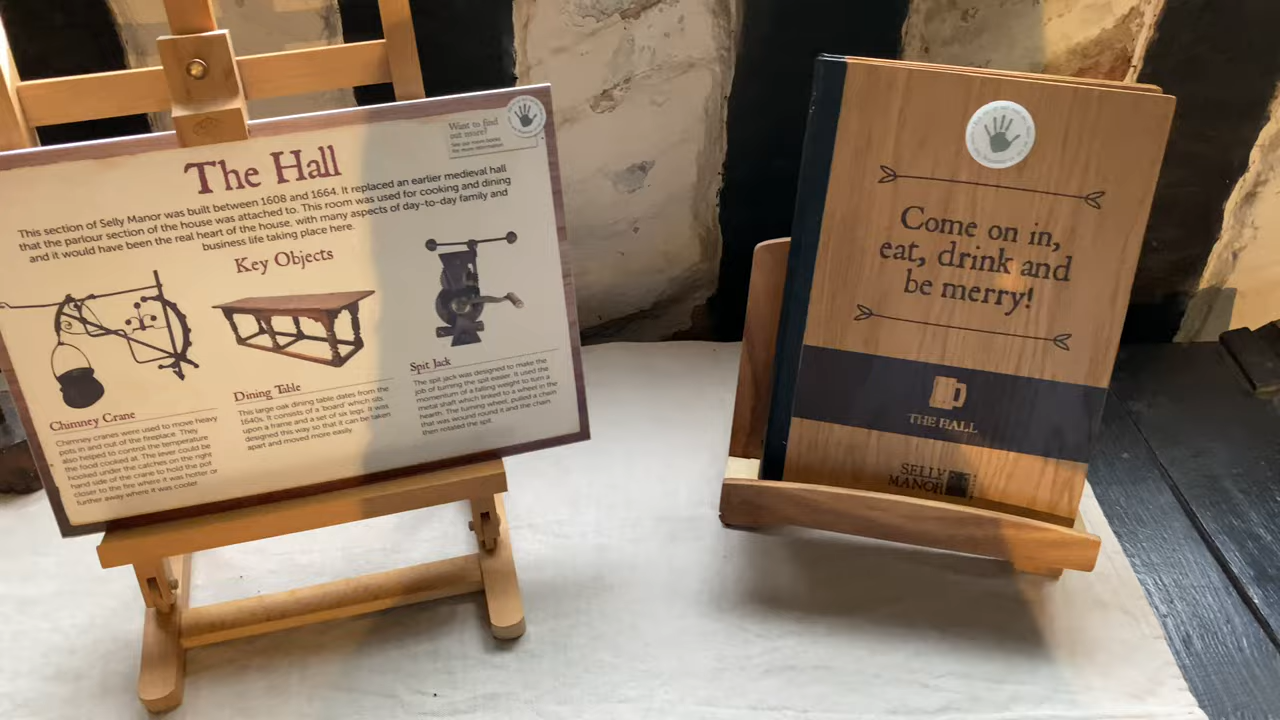 The Hall
Want to find
out more?
See our room books
for more information
This section of Selly Manor was built between 1608 and 1664. It replaced an earlier medieval hall
that the parlour section of the house was attached to. This room was used for cooking and dining
and it would have been the real heart of the house, with many aspects of day-to-day family and
business life taking place here.
Key Objects
Chimney Crane
Chimney cranes were used to move heavy
pots in and out of the fireplace. They
also helped to control the temperature
the food cooked at. The lever could be
hooked under the catches on the right
hand side of the crane to hold the pot
closer to the fire where it was hotter or
further away where it was cooler.
Dining Table
This large oak dining table dates from the
1640s. It consists of a 'board' which sits
upon a frame and a set of six legs. It was
designed this way so that it can be taken
apart and moved more easily.
Spit Jack
The spit jack was designed to make the
job of turning the spit easier. It used the
momentum of a falling weight to turn a
metal shaft which linked to a wheel in the
hearth. The turning wheel, pulled a chain
that was wound round it and the chain
then rotated the spit.
Come on in,
eat, drink and
be merry!
THE HALL
SELLY
MANOR